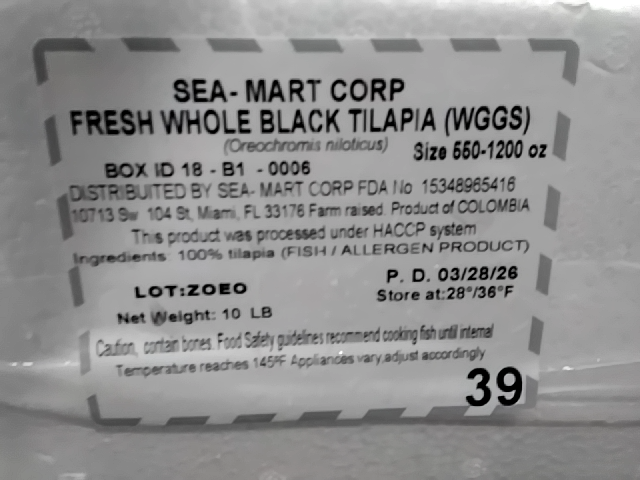 SEA- MART CORP
FRESH WHOLE BLACK TILAPIA (WGGS)
(Oreochromis niloticus) Size 550-1200 oz
BOX ID 18 - B1 - 0006
DISTRIBUTED BY SEA- MART CORP FDA No 15348965416
10713 Sw 104 St, Miami, FL 33176 Farm raised. Product of COLOMBIA
This product was processed under HACCP system
Ingredients: 100% tilapia (FISH / ALLERGEN PRODUCT)
P. D. 03/28/26
LOT:ZOEO
Store at:28°/36°F
Net Weight: 10 LB
Caution, contain bones. Food Safety guidelines recommend cooking fish until internal
Temperature reaches 145ºF Appliances vary,adjust accordingly
39